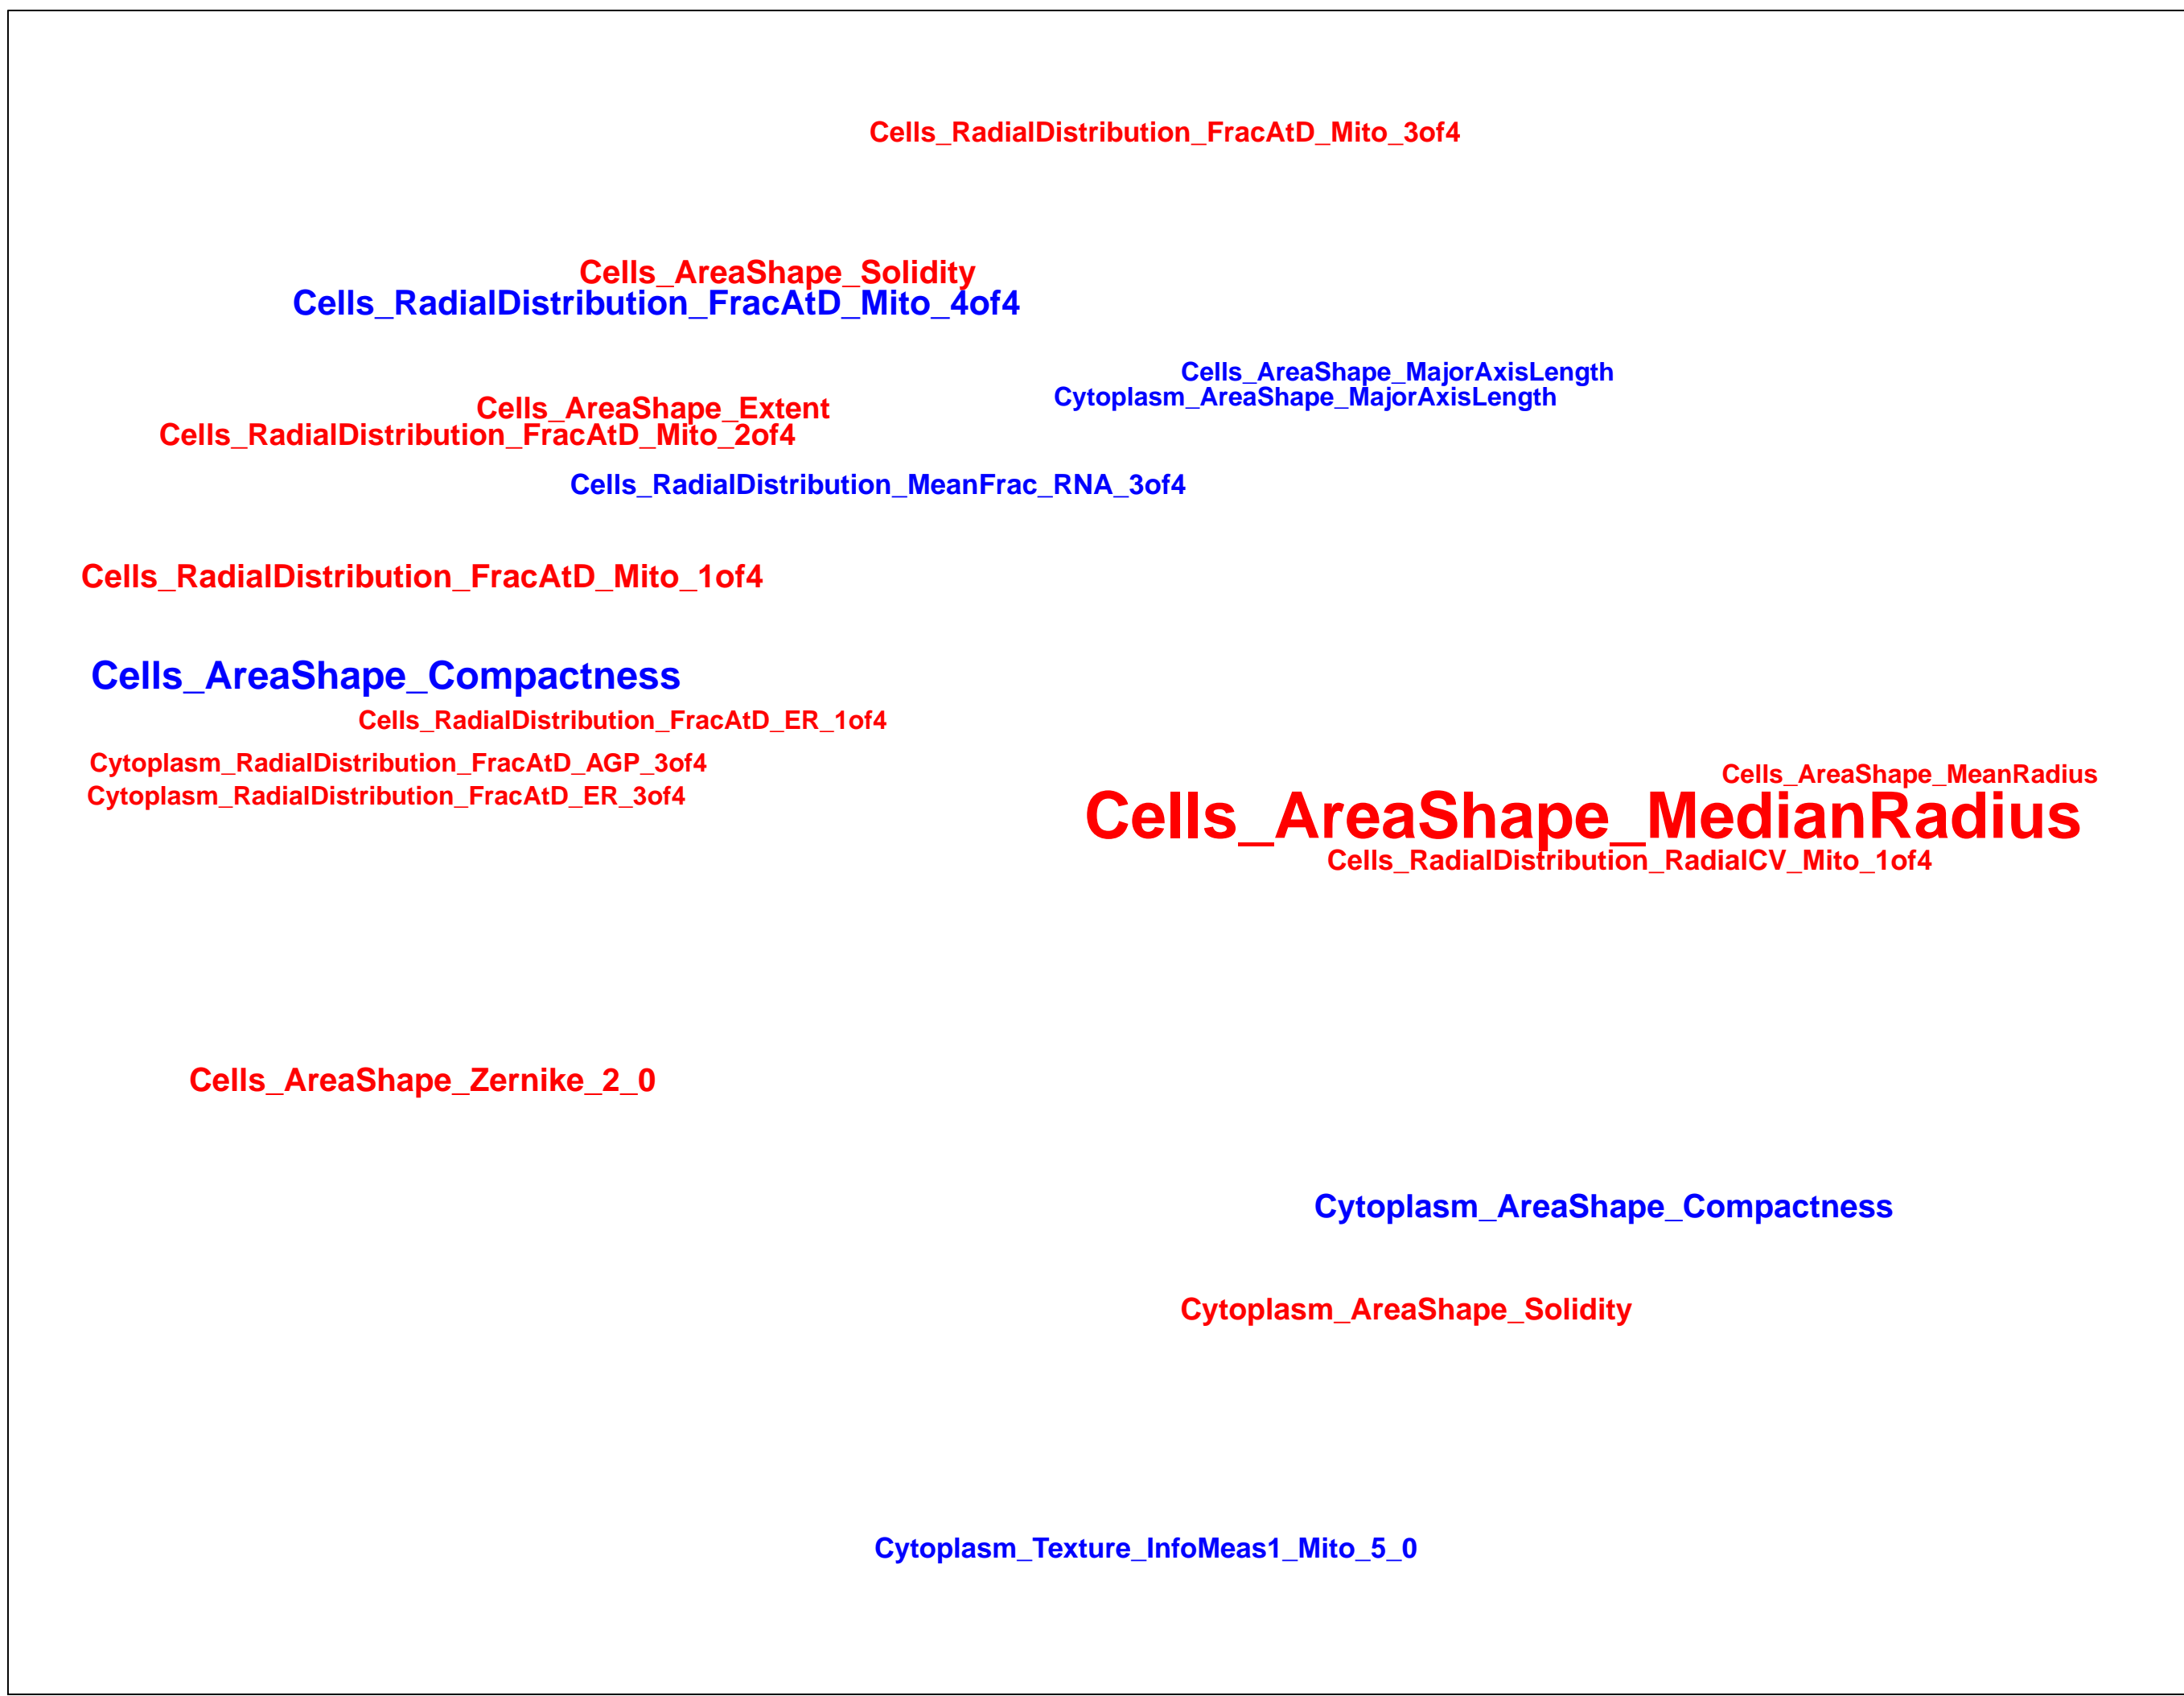 Cells_RadialDistribution_FracAtD_Mito_3of4
Cells_AreaShape_Solidity
Cells_RadialDistribution_FracAtD_Mito_4of4
Cells_AreaShape_MajorAxisLength
Cytoplasm_AreaShape_MajorAxisLength
Cells_AreaShape_Extent
Cells_RadialDistribution_FracAtD_Mito_2of4
Cells_RadialDistribution_MeanFrac_RNA_3of4
Cells_RadialDistribution_FracAtD_Mito_1of4
Cells_AreaShape_Compactness
Cells_RadialDistribution_FracAtD_ER_1of4
Cytoplasm_RadialDistribution_FracAtD_AGP_3of4
Cells_AreaShape_MeanRadius
Cytoplasm_RadialDistribution_FracAtD_ER_3of4
Cells_AreaShape_MedianRadius
Cells_RadialDistribution_RadialCV_Mito_1of4
Cells_AreaShape_Zernike_2_0
Cytoplasm_AreaShape_Compactness
Cytoplasm_AreaShape_Solidity
Cytoplasm_Texture_InfoMeas1_Mito_5_0